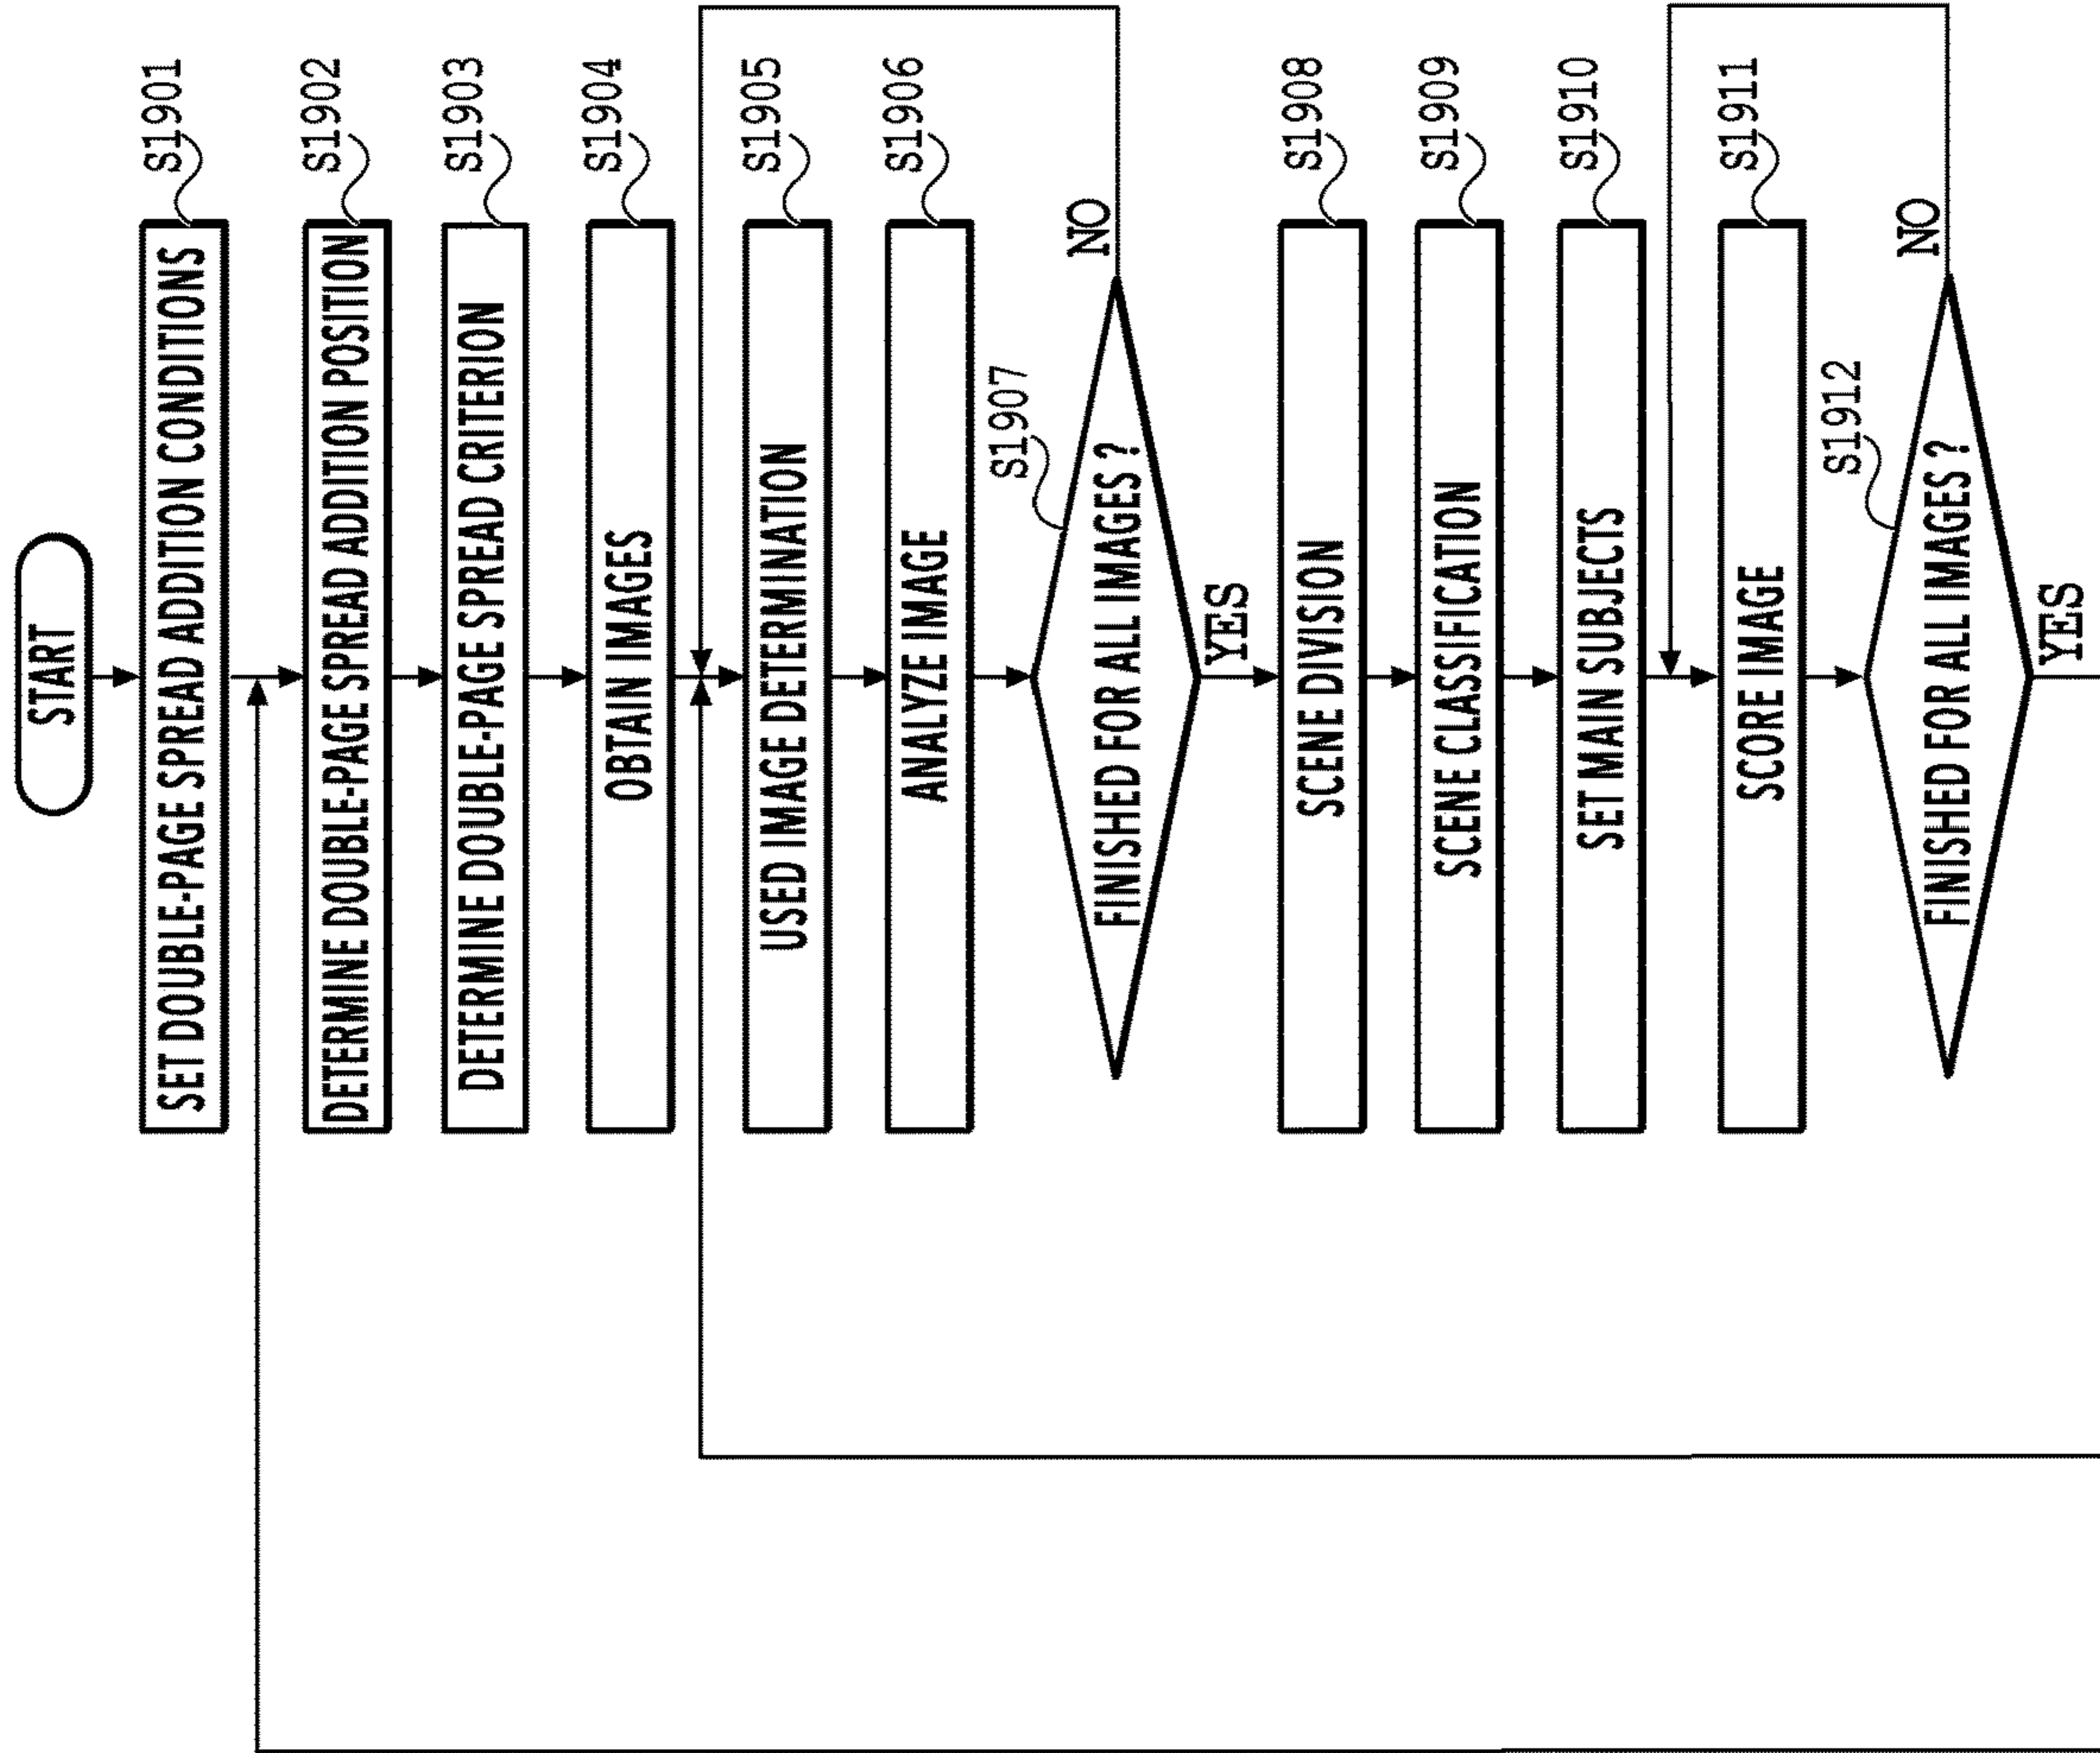 START
SET DOUBLE-PAGE SPREAD ADDITION CONDITIONS
S1901
DETERMINE DOUBLE-PAGE SPREAD ADDITION POSITION
S1902
DETERMINE DOUBLE-PAGE SPREAD CRITERION
S1903
OBTAIN IMAGES
S1904
USED IMAGE DETERMINATION
S1905
ANALYZE IMAGE
S1906
FINISHED FOR ALL IMAGES ?
S1907
NO
YES
SCENE DIVISION
S1908
SCENE CLASSIFICATION
S1909
SET MAIN SUBJECTS
S1910
SCORE IMAGE
S1911
FINISHED FOR ALL IMAGES ?
S1912
NO
YES